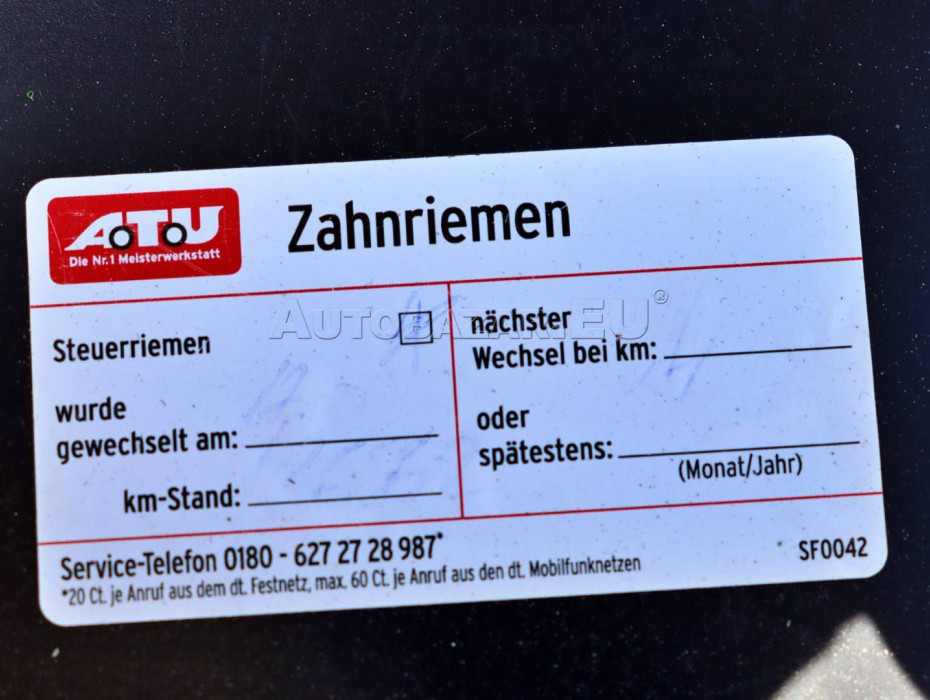 ATU
Die Nr.1 Meisterwerkstatt
Zahnriemen
AUTOBAZAR.EU®
Steuerriemen
wurde
gewechselt am:
km-Stand:
nächster
Wechsel bei km:
oder
spätestens:
(Monat/Jahr)
Service-Telefon 0180 - 627 27 28 987*
*20 Ct. je Anruf aus dem dt. Festnetz, max. 60 Ct. je Anruf aus den dt. Mobilfunknetzen
SF0042